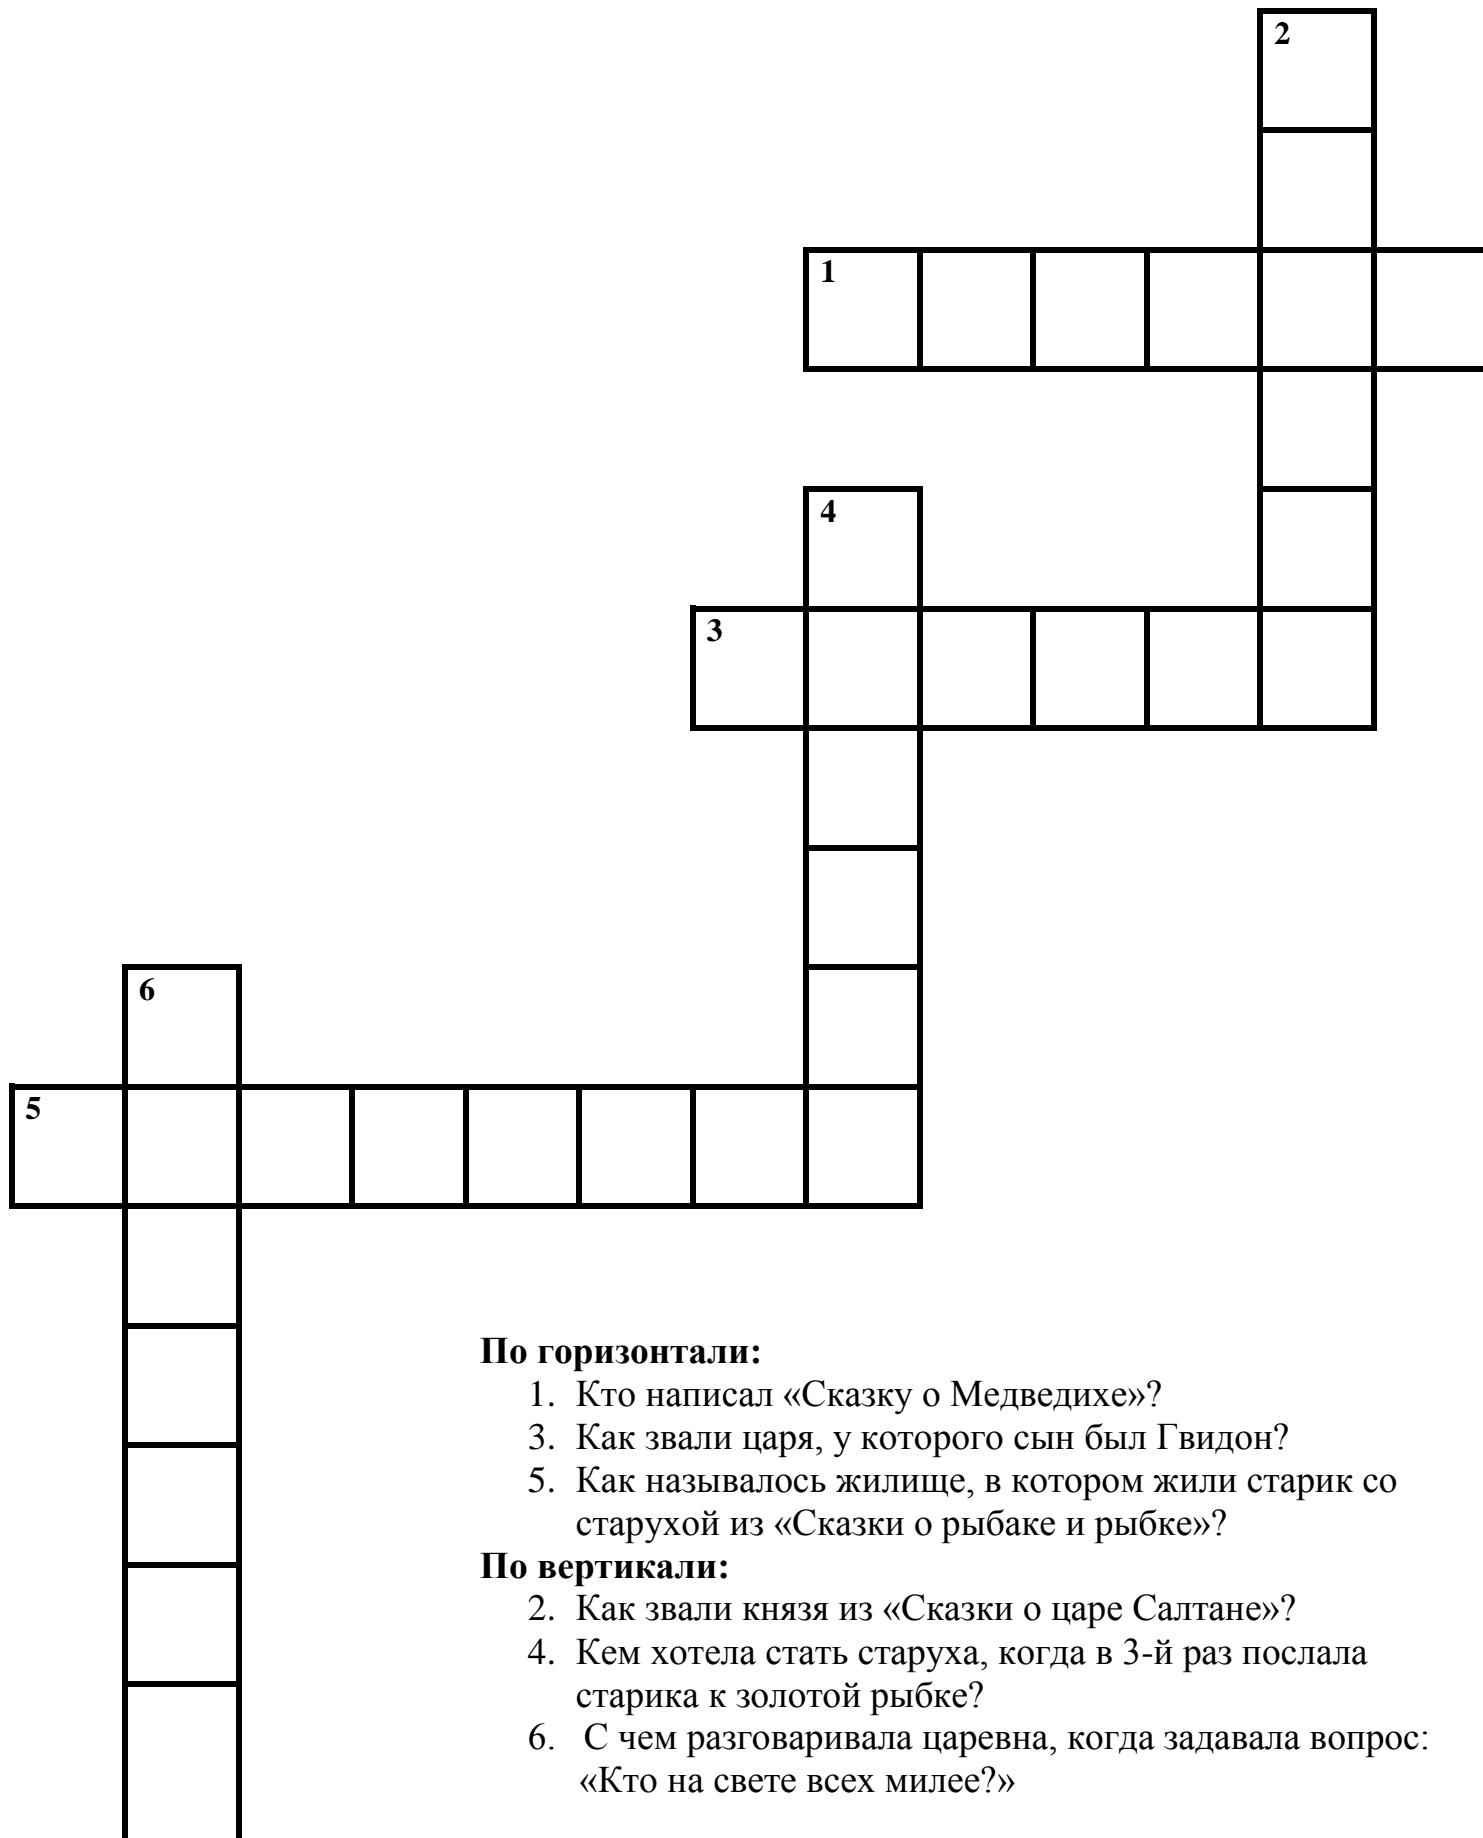 2
1
4
3
6
5
По горизонтали:
1. Кто написал «Сказку о Медведихе»?
3. Как звали царя, у которого сын был Гвидон?
5. Как называлось жилище, в котором жили старик со
старухой из «Сказки о рыбаке и рыбке»?
По вертикали:
2. Как звали князя из «Сказки о царе Салтане»?
4. Кем хотела стать старуха, когда в 3-й раз послала
старика к золотой рыбке?
6. С чем разговаривала царевна, когда задавала вопрос:
«Кто на свете всех милее?»